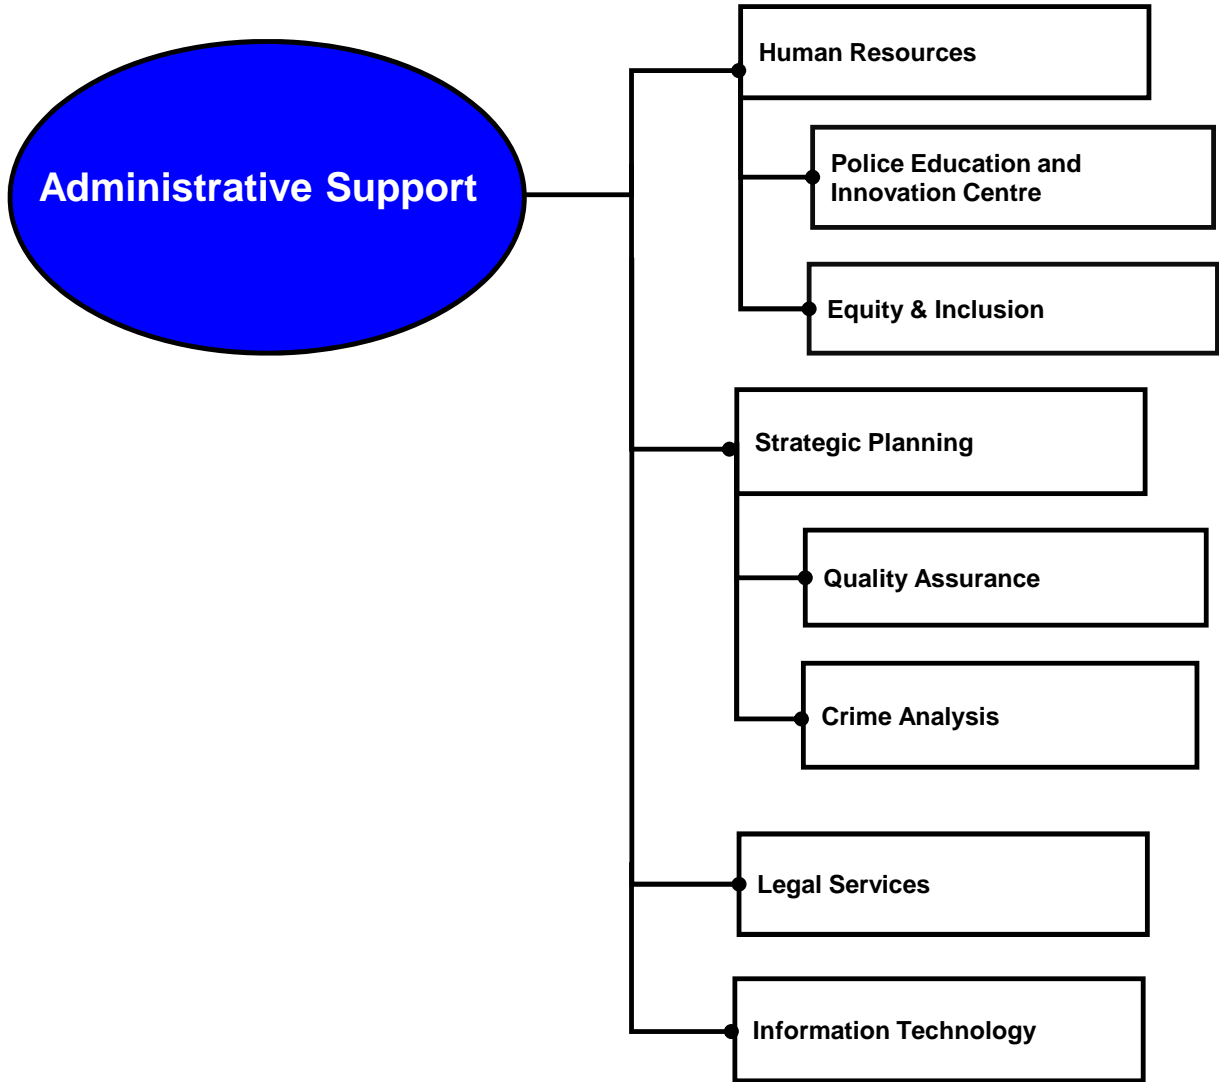 Administrative Support
Human Resources
Police Education and
Innovation Centre
Equity & Inclusion
Strategic Planning
Quality Assurance
Crime Analysis
Legal Services
Information Technology